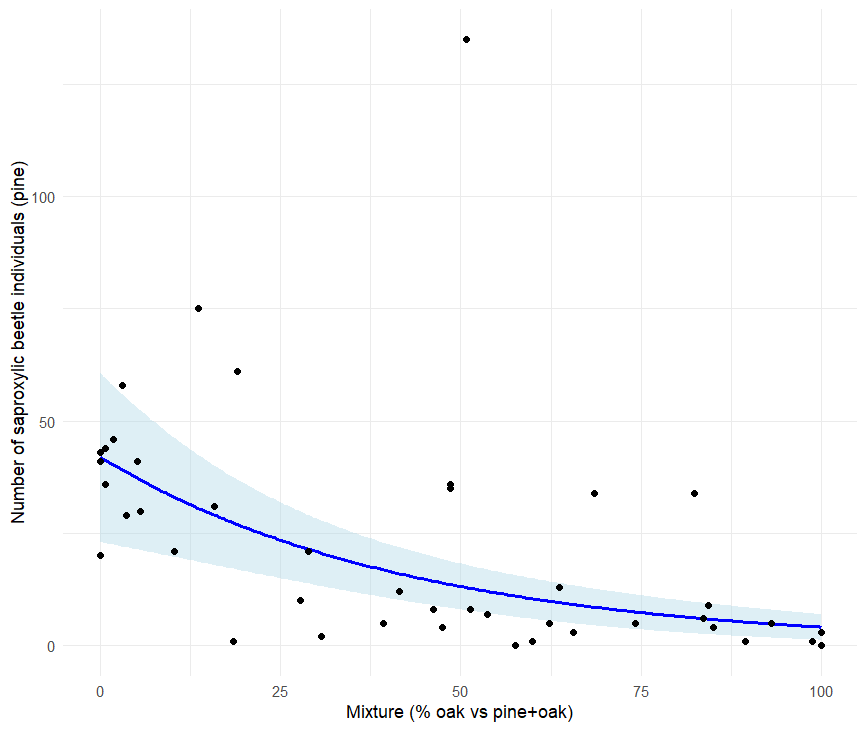 Number of saproxylic beetle individuals (pine)
100
50
0
0 25 50 75 100
Mixture (% oak vs pine+oak)